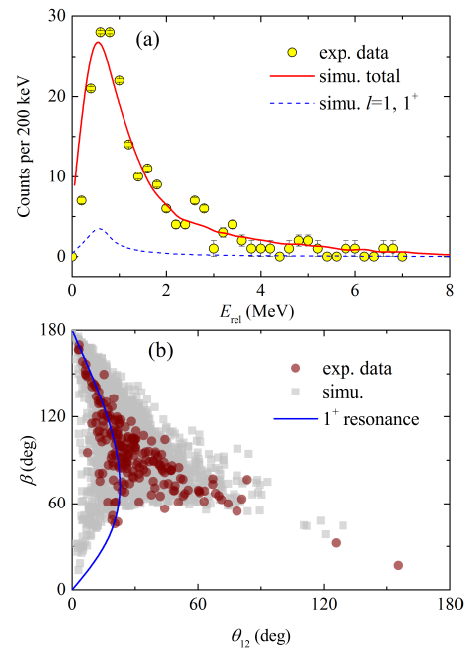 30
(a)
exp. data
simu. total
simu. l=1, 1⁺
20
10
0
Counts per 200 keV
0 2 4 6 8
E_rel (MeV)
180
(b)
exp. data
simu.
1⁺ resonance
120
60
0
β (deg)
0 60 120 180
θ₁₂ (deg)